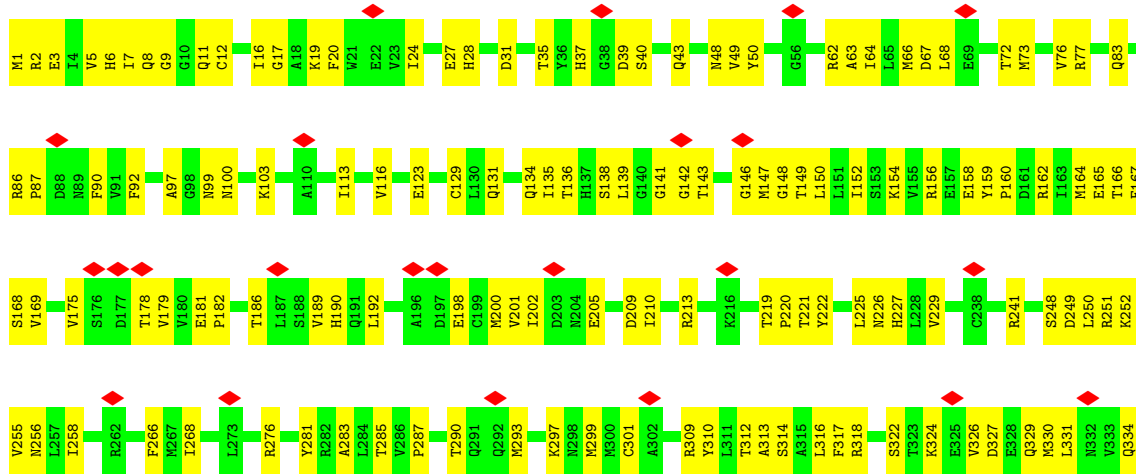 M1 R2 E3 I4 V5 H6 I7 Q8 G9 G10 Q11 C12 I16 G17 A18 K19 F20 W21 E22 V23 I24 E27 H28 D31 T35 Y36 H37 G38 D39 S40 Q43 N48 V49 Y50 G56 R62 A63 I64 L65 M66 D67 L68 E69 T72 M73 V76 R77 Q83
R86 P87 D88 N89 F90 V91 F92 A97 G98 N99 N100 K103 A110 I113 V116 E123 C129 L130 Q131 Q134 I135 T136 H137 S138 L139 G140 G141 G142 T143 G146 M147 G148 T149 L150 L151 I152 S153 K154 V155 R156 E157 E158 Y159 P160 D161 R162 I163 M164 E165 T166 F167
S168 V169 V175 S176 D177 T178 V179 V180 E181 P182 T186 L187 S188 V189 H190 Q191 L192 A196 D197 E198 C199 M200 V201 I202 D203 N204 E205 D209 I210 R213 K216 T219 P220 T221 Y222 L225 N226 H227 L228 V229 C238 R241 S248 D249 L250 R251 K252
V255 N256 L257 I258 R262 F266 M267 I268 L273 R276 Y281 R282 A283 L284 T285 V286 P287 T290 Q291 Q292 M293 K297 N298 M299 M300 C301 A302 R309 Y310 L311 T312 A313 S314 A315 L316 F317 R318 S322 T323 K324 E325 V326 D327 E328 Q329 M330 L331 N332 V333 Q334